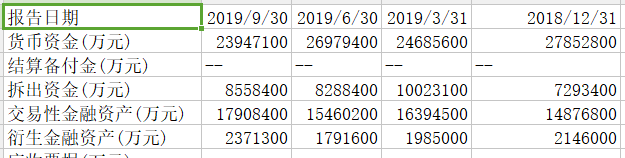 报告日期 2019/9/30 2019/6/30 2019/3/31 2018/12/31
货币资金(万元) 23947100 26979400 24685600 27852800
结算备付金(万元) -- -- -- --
拆出资金(万元) 8558400 8288400 10023100 7293400
交易性金融资产(万元) 17908400 15460200 16394500 14876800
衍生金融资产(万元) 2371300 1791600 1985000 2146000